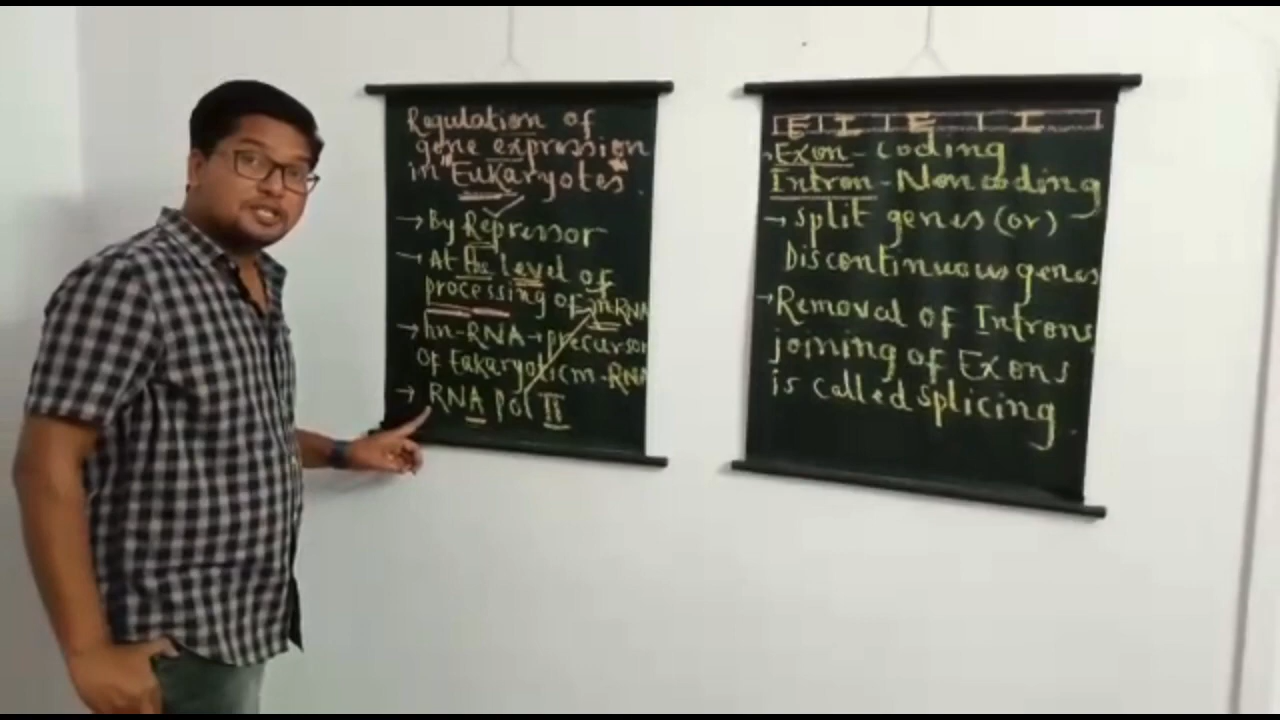 Regulation of
gene expression
in "Eukaryotes"
→ By Repressor
→ At the level of
processing of mRNA
→ hn-RNA → precursor
of Eukaryotic m-RNA
→ RNA pol II
E I E I
Exon - coding
Intron - Noncoding
→ split genes (or)
Discontinuous genes
→ Removal of Introns
joining of Exons
is called splicing.